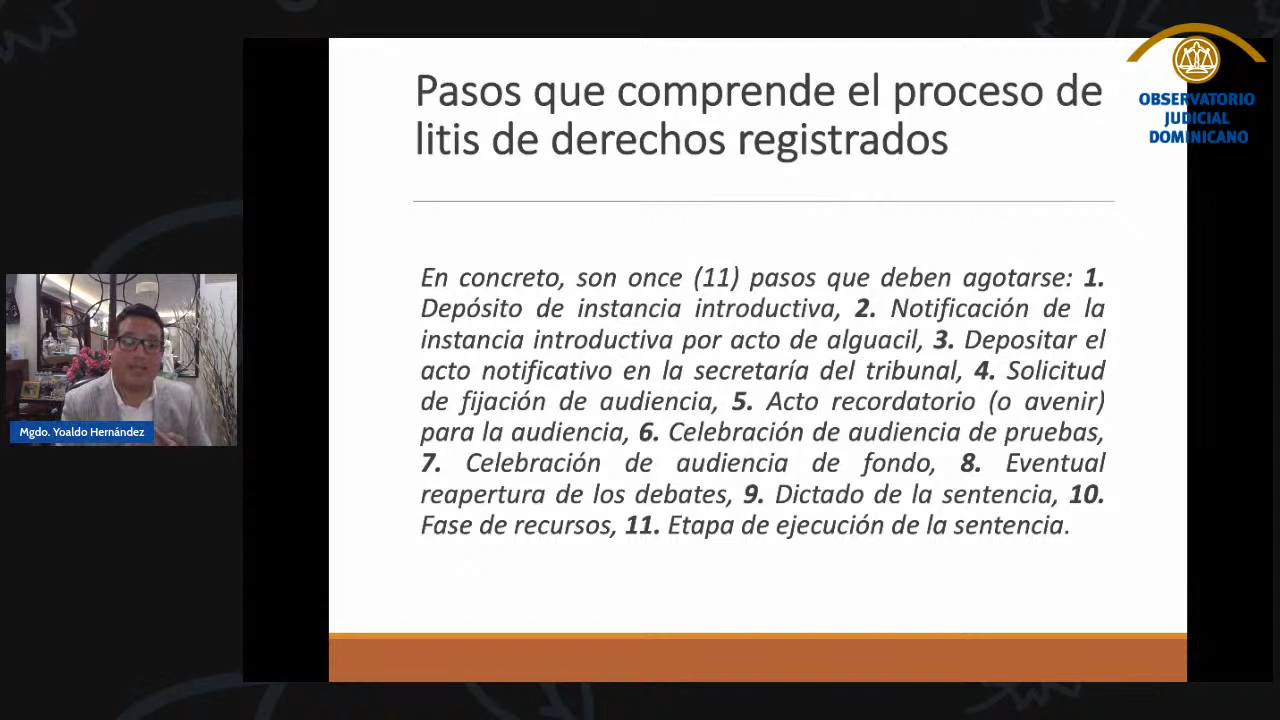 Pasos que comprende el proceso de
litis de derechos registrados
OBSERVATORIO
JUDICIAL
DOMINICANO
En concreto, son once (11) pasos que deben agotarse: 1.
Depósito de instancia introductiva, 2. Notificación de la
instancia introductiva por acto de alguacil, 3. Depositar el
acto notificativo en la secretaría del tribunal, 4. Solicitud
de fijación de audiencia, 5. Acto recordatorio (o avenir)
para la audiencia, 6. Celebración de audiencia de pruebas,
7. Celebración de audiencia de fondo, 8. Eventual
reapertura de los debates, 9. Dictado de la sentencia, 10.
Fase de recursos, 11. Etapa de ejecución de la sentencia.
Mgdo. Yoaldo Hernández